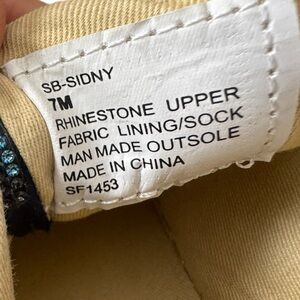 SB-SIDNY
7M
RHINESTONE UPPER
FABRIC LINING/SOCK
MAN MADE OUTSOLE
MADE IN CHINA
SF1453